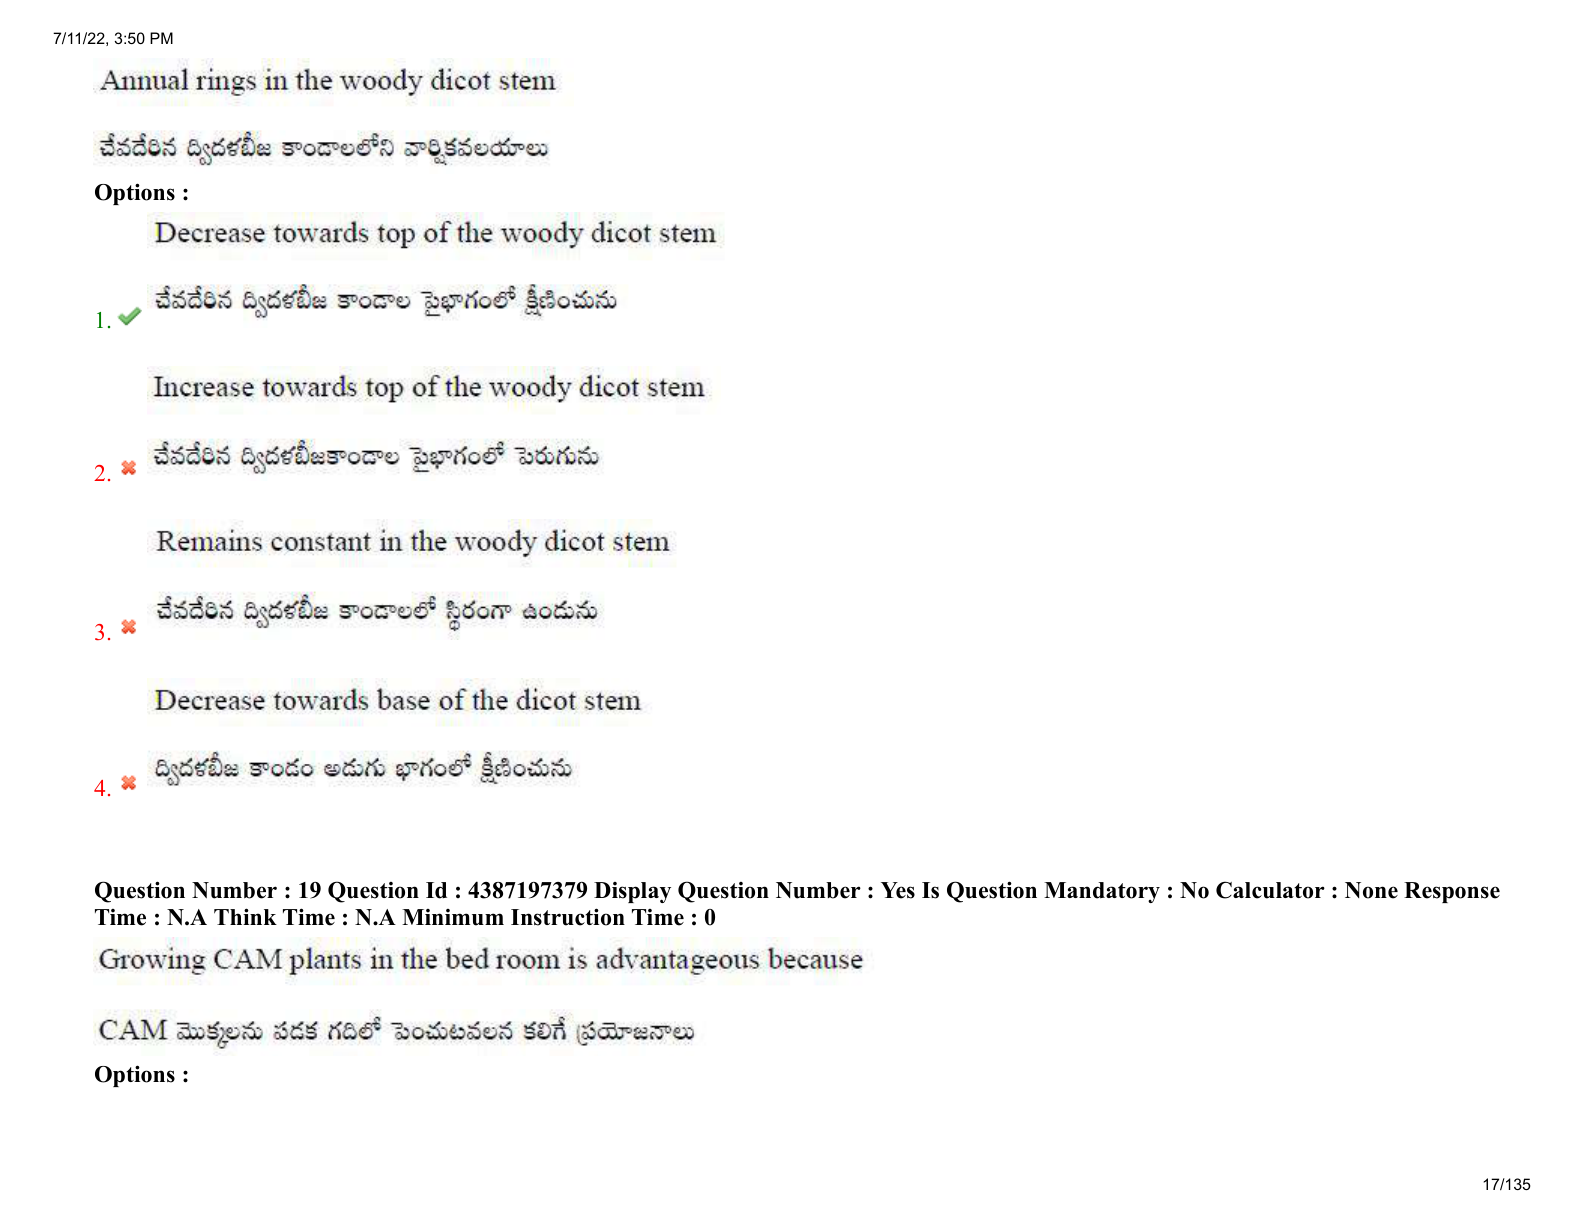 7/11/22, 3:50 PM
Annual rings in the woody dicot stem
చేవదేరిన ద్విదళబీజ కాండాలలోని వార్షికవలయాలు
Options :
Decrease towards top of the woody dicot stem
చేవదేరిన ద్విదళబీజ కాండాల పైభాగంలో క్షీణించును
1.
Increase towards top of the woody dicot stem
చేవదేరిన ద్విదళబీజకాండాల పైభాగంలో పెరుగును
2.
Remains constant in the woody dicot stem
చేవదేరిన ద్విదళబీజ కాండాలలో స్థిరంగా ఉండును
3.
Decrease towards base of the dicot stem
ద్విదళబీజ కాండం అడుగు భాగంలో క్షీణించును
4.
Question Number : 19 Question Id : 4387197379 Display Question Number : Yes Is Question Mandatory : No Calculator : None Response
Time : N.A Think Time : N.A Minimum Instruction Time : 0
Growing CAM plants in the bed room is advantageous because
CAM మొక్కలను పడక గదిలో పెంచుటవలన కలిగే ప్రయోజనాలు
Options :
17/135